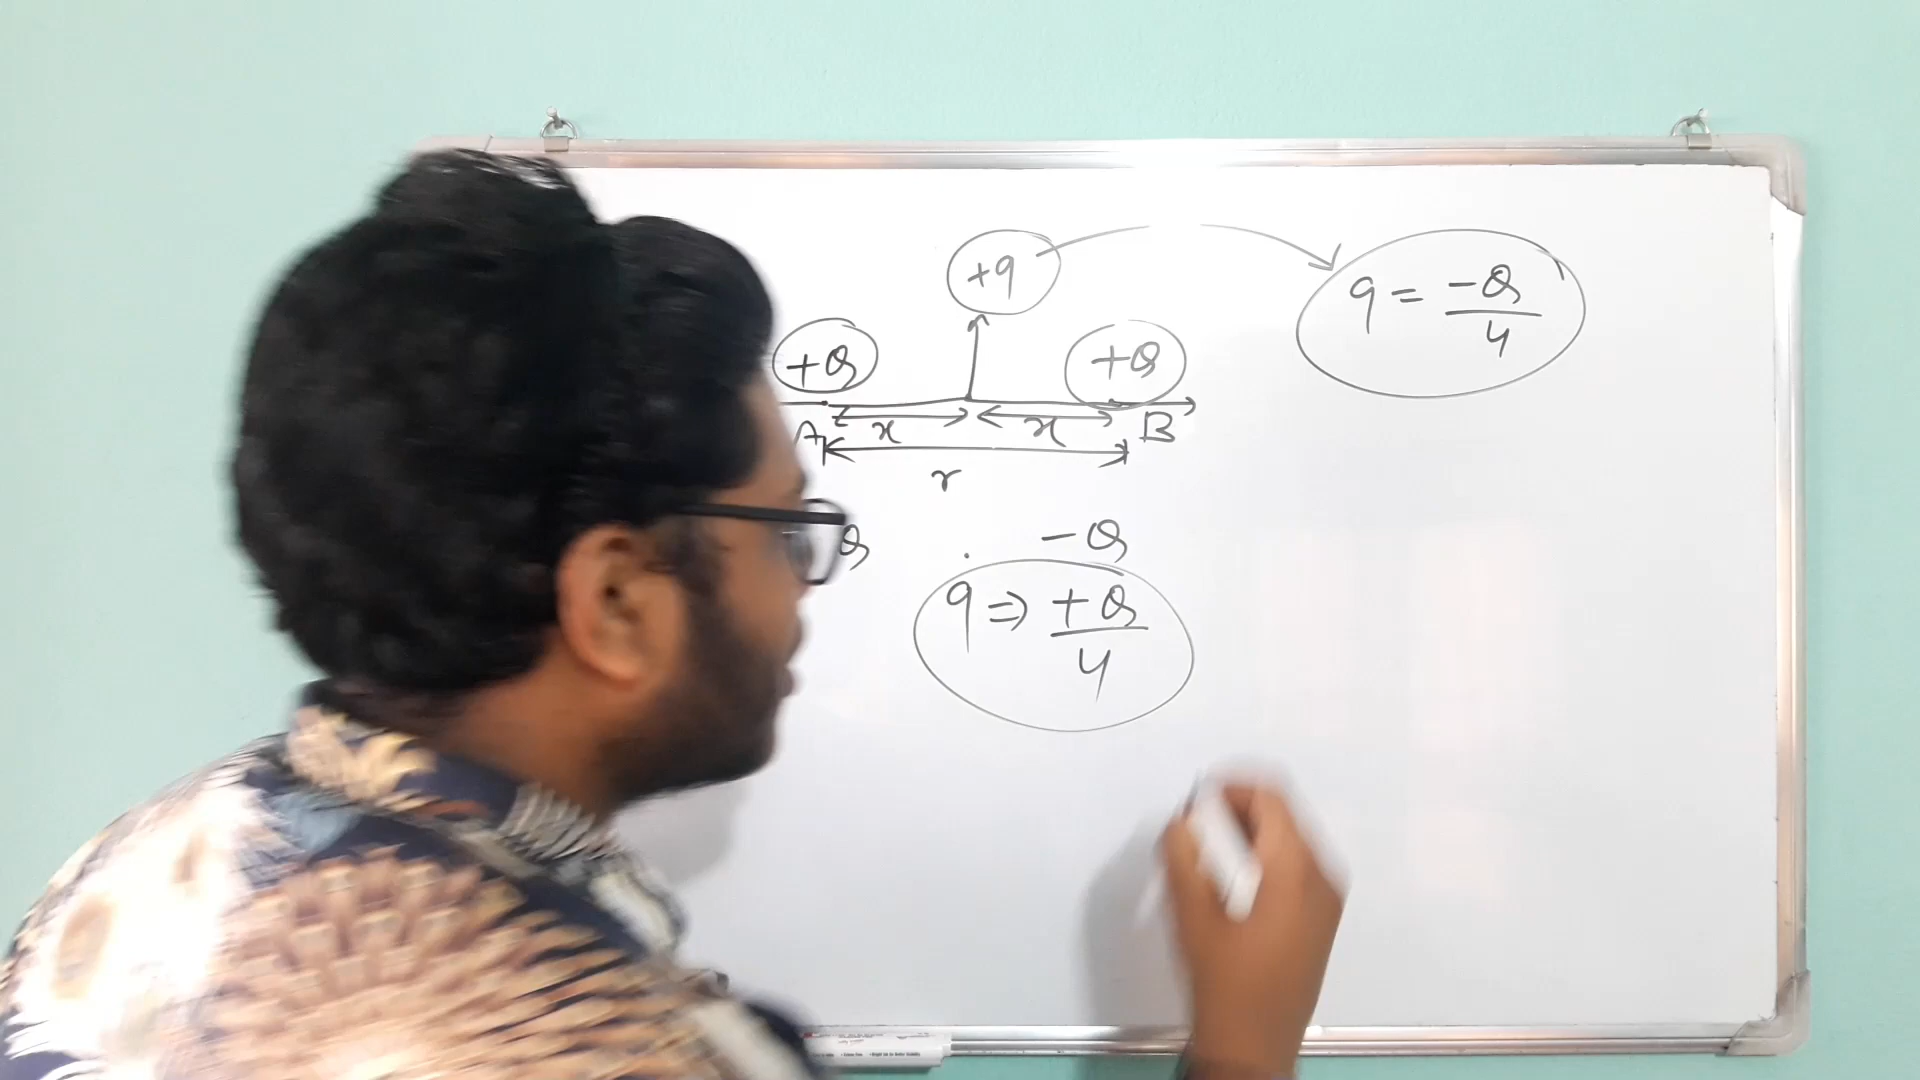 +q
q = -Q/4
+Q +Q
A x x B
r
Q -Q
q ⇒ +Q/4